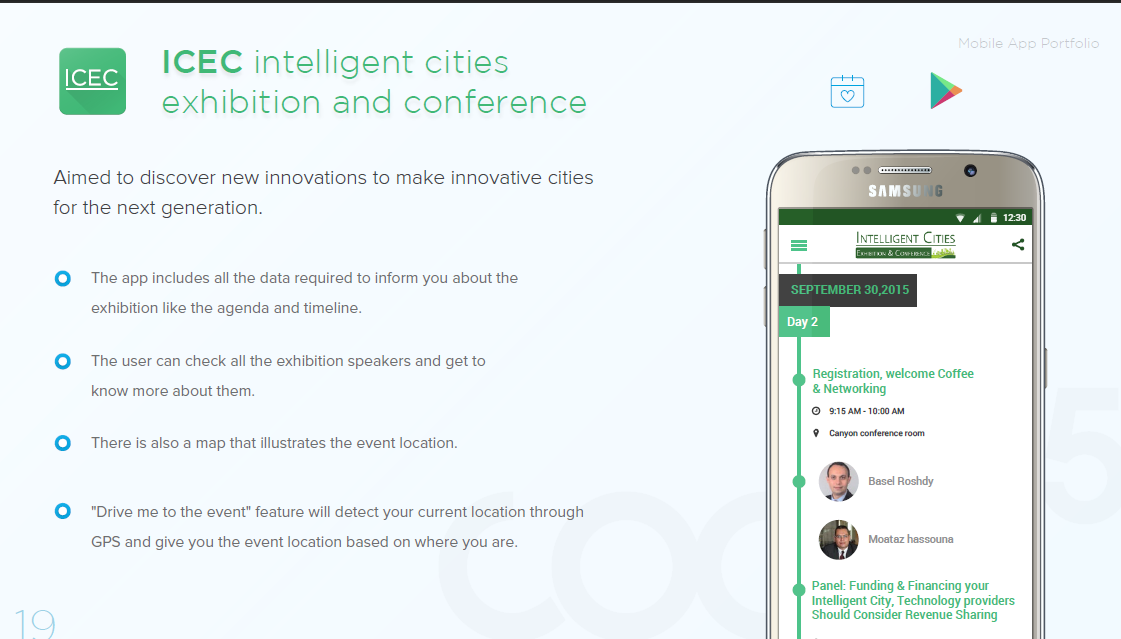 Mobile App Portfolio
ICEC
ICEC intelligent cities
exhibition and conference
Aimed to discover new innovations to make innovative cities
for the next generation.
The app includes all the data required to inform you about the
exhibition like the agenda and timeline.
The user can check all the exhibition speakers and get to
know more about them.
There is also a map that illustrates the event location.
"Drive me to the event" feature will detect your current location through
GPS and give you the event location based on where you are.
19
SAMSUNG
12:30
INTELLIGENT CITIES
EXHIBITION & CONFERENCE
SEPTEMBER 30,2015
Day 2
Registration, welcome Coffee
& Networking
9:15 AM - 10:00 AM
Canyon conference room
Basel Roshdy
Moataz hassouna
Panel: Funding & Financing your
Intelligent City, Technology providers
Should Consider Revenue Sharing